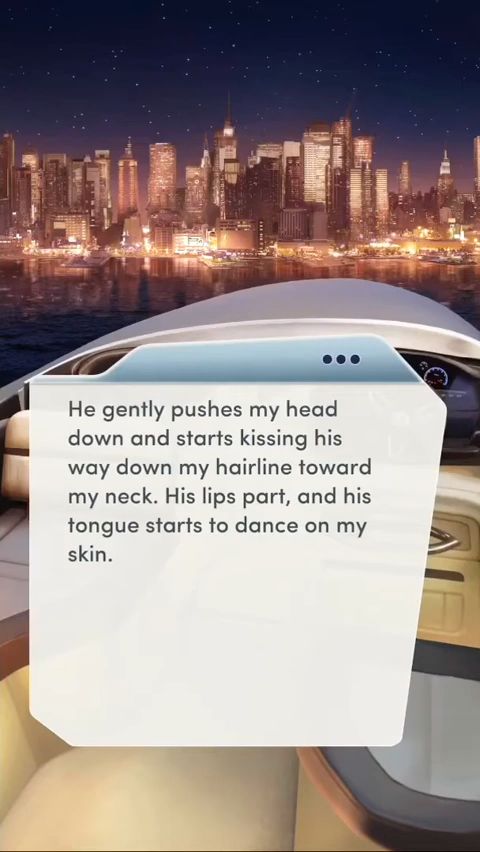 He gently pushes my head
down and starts kissing his
way down my hairline toward
my neck. His lips part, and his
tongue starts to dance on my
skin.